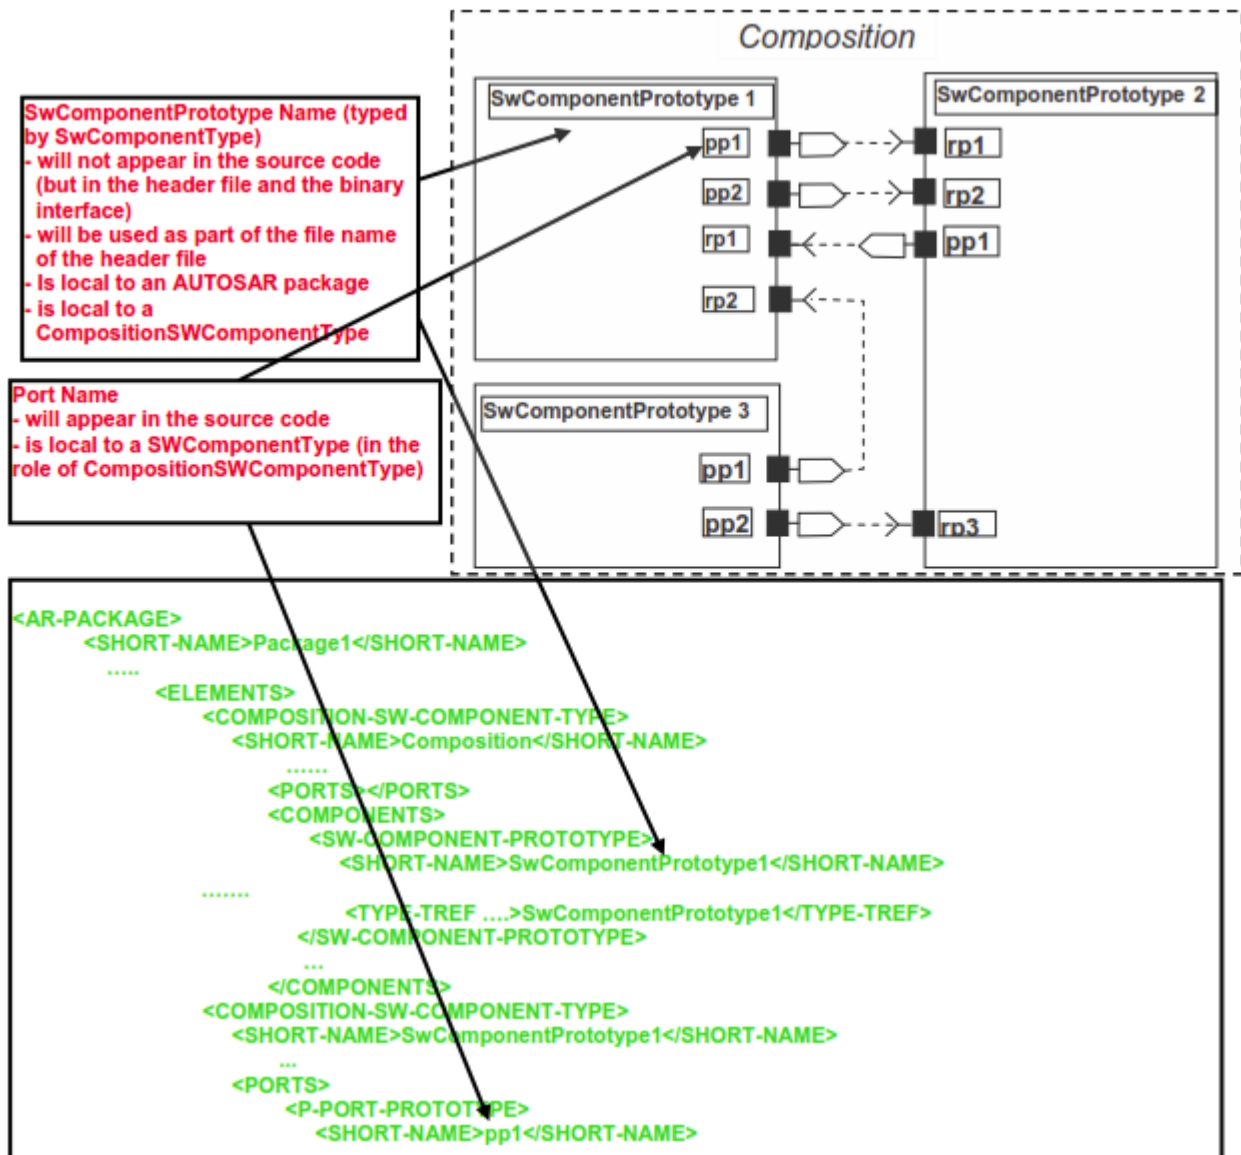 Composition
SwComponentPrototype Name (typed
by SwComponentType)
- will not appear in the source code
(but in the header file and the binary
interface)
- will be used as part of the file name
of the header file
- Is local to an AUTOSAR package
- is local to a
CompositionSWComponentType
Port Name
- will appear in the source code
- is local to a SWComponentType (in the
role of CompositionSWComponentType)
SwComponentPrototype 1
pp1
pp2
rp1
rp2
SwComponentPrototype 2
rp1
rp2
pp1
rp3
SwComponentPrototype 3
pp1
pp2
<AR-PACKAGE>
<SHORT-NAME>Package1</SHORT-NAME>
.....
<ELEMENTS>
<COMPOSITION-SW-COMPONENT-TYPE>
<SHORT-NAME>Composition</SHORT-NAME>
......
<PORTS></PORTS>
<COMPONENTS>
<SW-COMPONENT-PROTOTYPE>
<SHORT-NAME>SwComponentPrototype1</SHORT-NAME>
.......
<TYPE-TREF ....>SwComponentPrototype1</TYPE-TREF>
</SW-COMPONENT-PROTOTYPE>
...
</COMPONENTS>
<COMPOSITION-SW-COMPONENT-TYPE>
<SHORT-NAME>SwComponentPrototype1</SHORT-NAME>
...
<PORTS>
<P-PORT-PROTOTYPE>
<SHORT-NAME>pp1</SHORT-NAME>